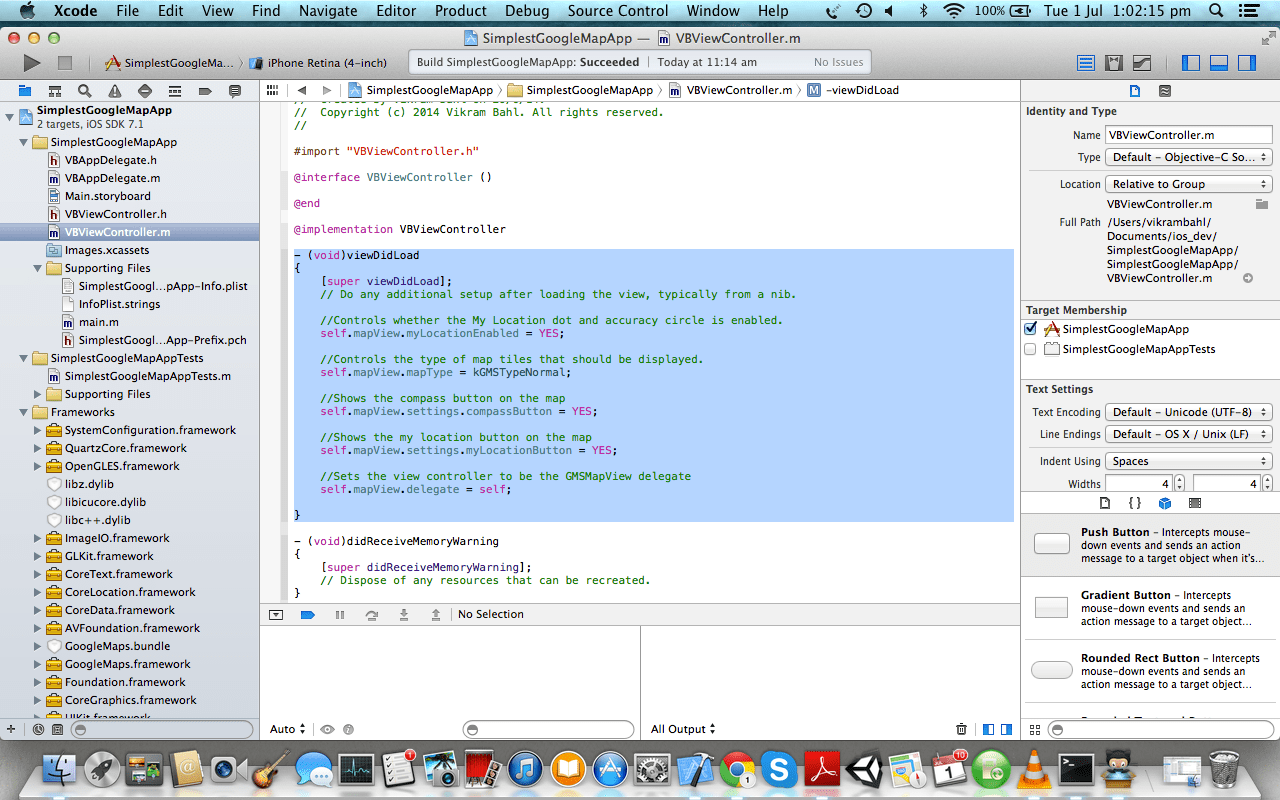 Xcode File Edit View Find Navigate Editor Product Debug Source Control Window Help 100% Tue 1 Jul 1:02:15 pm
SimplestGoogleMapApp — VBViewController.m
SimplestGoogleMa... iPhone Retina (4-inch) Build SimplestGoogleMapApp: Succeeded Today at 11:14 am No Issues
SimplestGoogleMapApp SimplestGoogleMapApp VBViewController.m M -viewDidLoad
SimplestGoogleMapApp
2 targets, iOS SDK 7.1
SimplestGoogleMapApp
h VBAppDelegate.h
m VBAppDelegate.m
Main.storyboard
h VBViewController.h
m VBViewController.m
Images.xcassets
Supporting Files
SimplestGoogl...pApp-Info.plist
InfoPlist.strings
m main.m
h SimplestGoogl...App-Prefix.pch
SimplestGoogleMapAppTests
m SimplestGoogleMapAppTests.m
Supporting Files
Frameworks
SystemConfiguration.framework
QuartzCore.framework
OpenGLES.framework
libz.dylib
libicucore.dylib
libc++.dylib
ImageIO.framework
GLKit.framework
CoreText.framework
CoreLocation.framework
CoreData.framework
AVFoundation.framework
GoogleMaps.bundle
GoogleMaps.framework
Foundation.framework
CoreGraphics.framework
UIKit.framework
// Copyright (c) 2014 Vikram Bahl. All rights reserved.
//
#import "VBViewController.h"
@interface VBViewController ()
@end
@implementation VBViewController
- (void)viewDidLoad
{
[super viewDidLoad];
// Do any additional setup after loading the view, typically from a nib.
//Controls whether the My Location dot and accuracy circle is enabled.
self.mapView.myLocationEnabled = YES;
//Controls the type of map tiles that should be displayed.
self.mapView.mapType = kGMSTypeNormal;
//Shows the compass button on the map
self.mapView.settings.compassButton = YES;
//Shows the my location button on the map
self.mapView.settings.myLocationButton = YES;
//Sets the view controller to be the GMSMapView delegate
self.mapView.delegate = self;
}
- (void)didReceiveMemoryWarning
{
[super didReceiveMemoryWarning];
// Dispose of any resources that can be recreated.
}
No Selection
Auto
All Output
Identity and Type
Name VBViewController.m
Type Default - Objective-C So...
Location Relative to Group
VBViewController.m
Full Path /Users/vikrambahl/
Documents/ios_dev/
SimplestGoogleMapApp/
SimplestGoogleMapApp/
VBViewController.m
Target Membership
SimplestGoogleMapApp
SimplestGoogleMapAppTests
Text Settings
Text Encoding Default - Unicode (UTF-8)
Line Endings Default - OS X / Unix (LF)
Indent Using Spaces
Widths 4 4
{ }
Push Button - Intercepts mouse-
down events and sends an action
message to a target object when it's...
Gradient Button - Intercepts
mouse-down events and sends an
action message to a target object...
Rounded Rect Button - Intercepts
mouse-down events and sends an
action message to a target object...
1
1
10
1